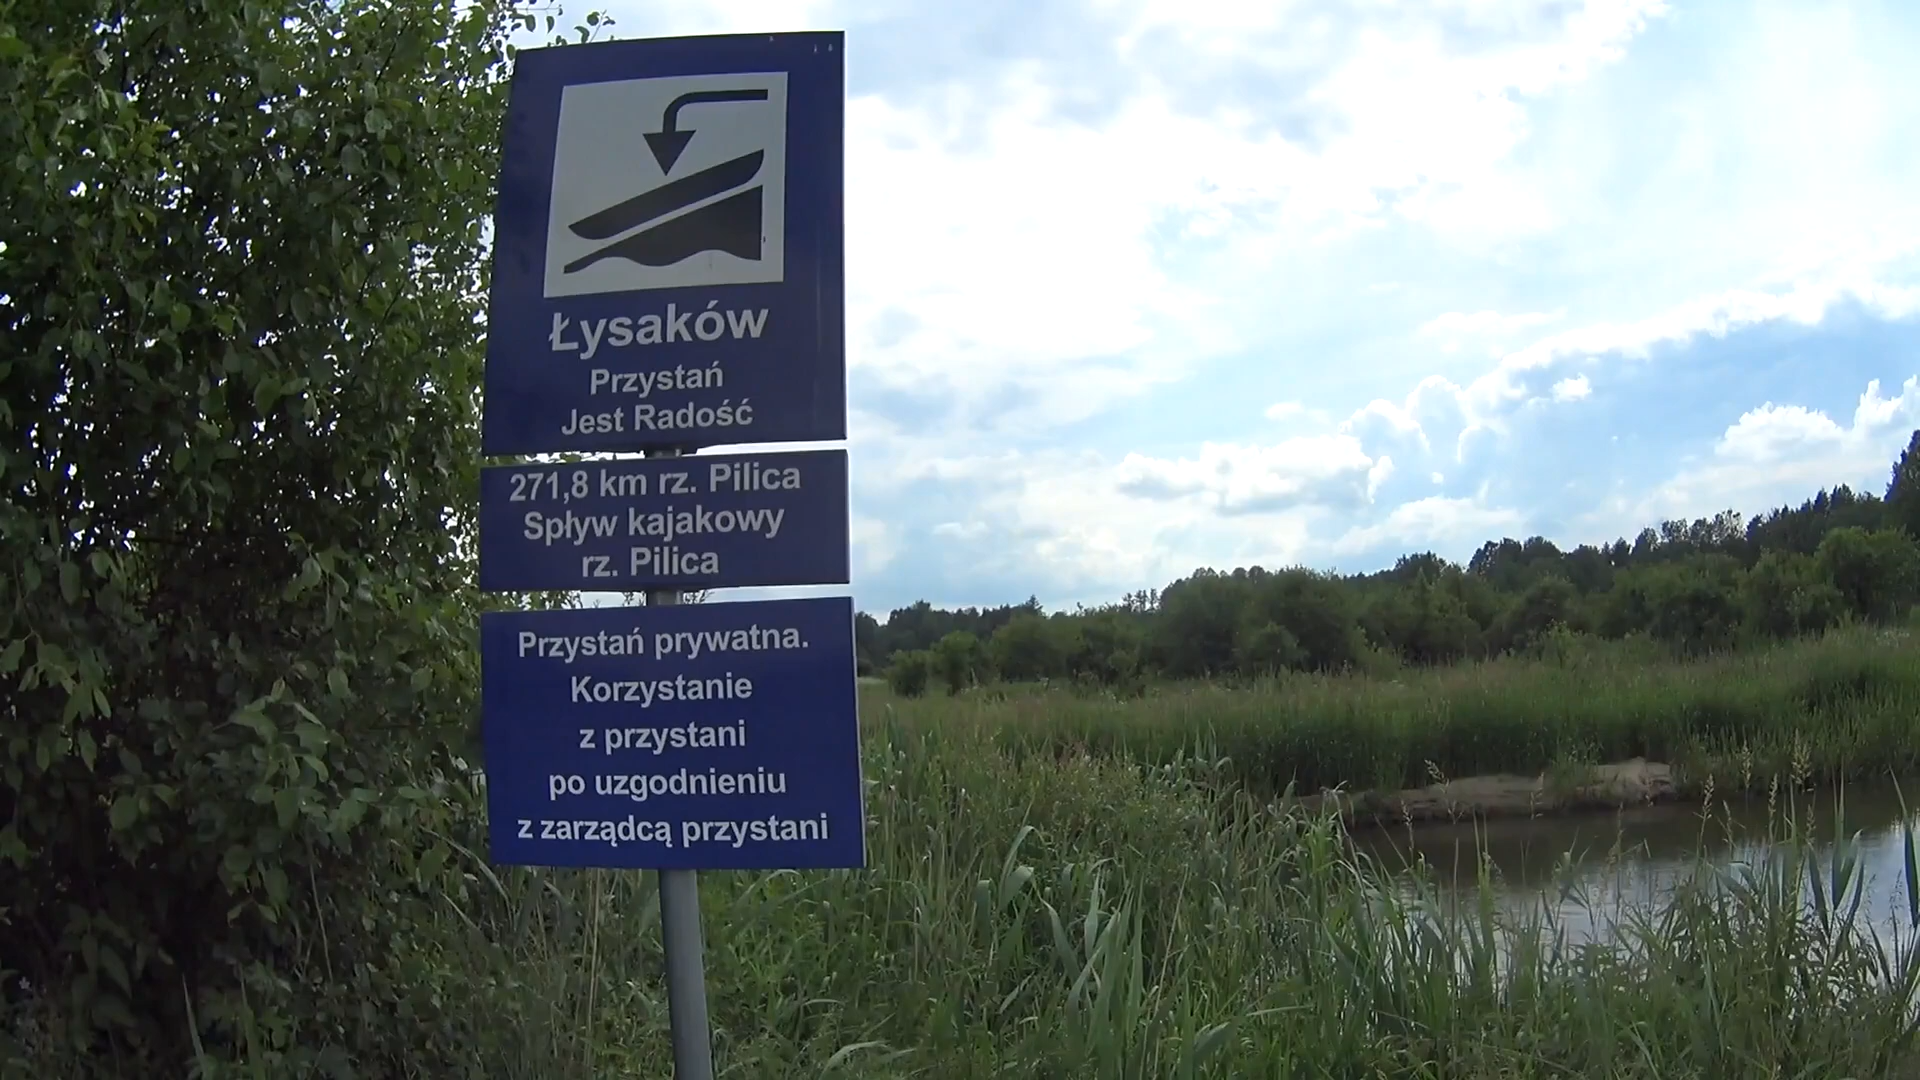 Łysaków
Przystań
Jest Radość
271,8 km rz. Pilica
Spływ kajakowy
rz. Pilica
Przystań prywatna.
Korzystanie
z przystani
po uzgodnieniu
z zarządcą przystani